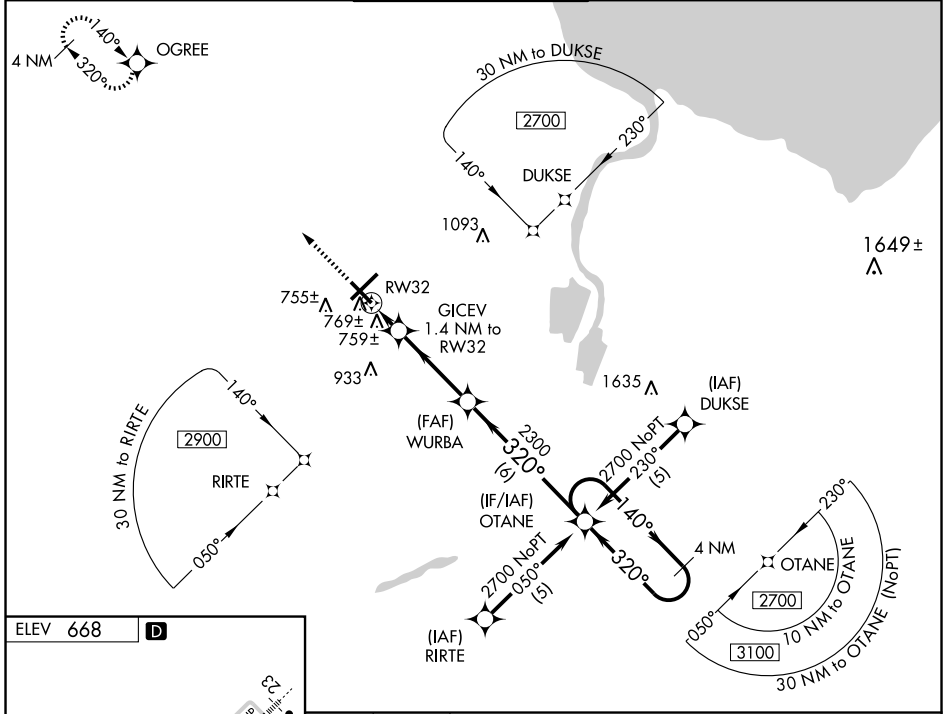 140°
320°
4 NM
OGREE
30 NM to DUKSE
2700
140°
230°
DUKSE
1093
1649±
755±
769±
759±
RW32
GICEV
1.4 NM to
RW32
933
1635
(IAF)
DUKSE
(FAF)
WURBA
2300
320°
(6)
2700 NoPT
230°
(5)
(IF/IAF)
OTANE
140°
320°
4 NM
2700 NoPT
050°
(5)
(IAF)
RIRTE
30 NM to RIRTE
140°
2900
RIRTE
050°
230°
OTANE
050°
2700
10 NM to OTANE
3100
30 NM to OTANE (NoPT)
ELEV 668
D
23